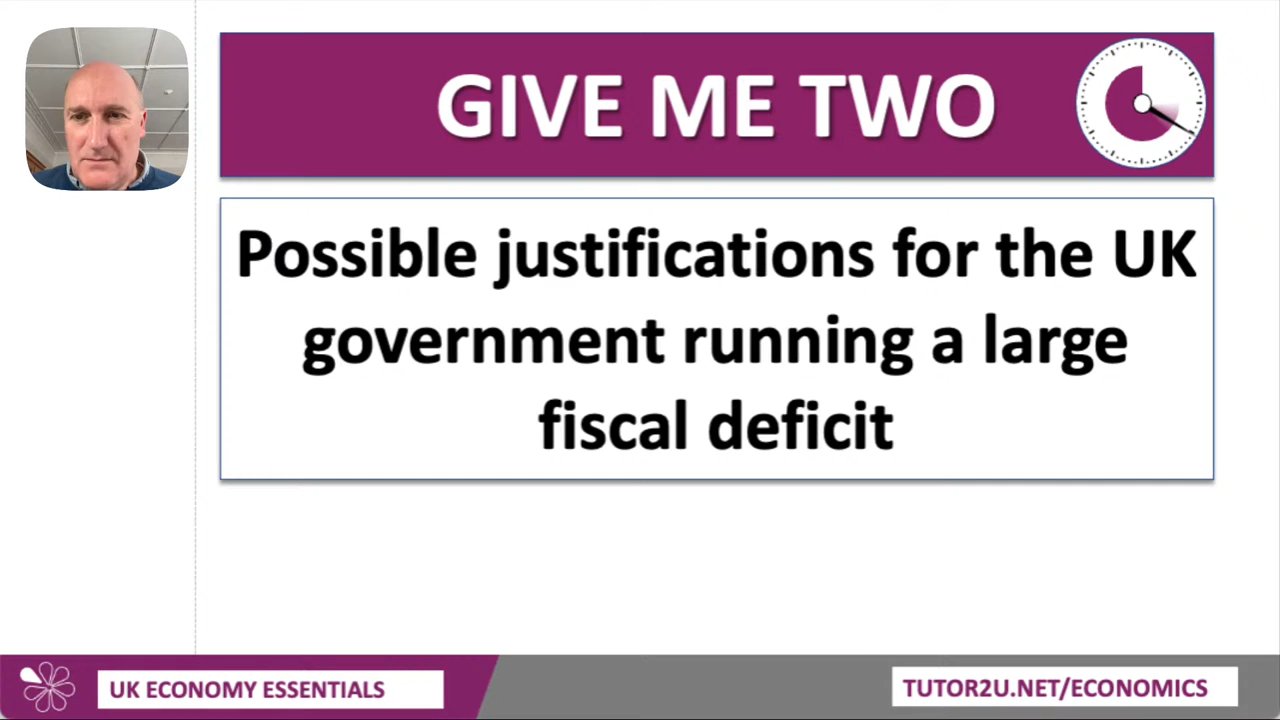 GIVE ME TWO
Possible justifications for the UK
government running a large
fiscal deficit
UK ECONOMY ESSENTIALS
TUTOR2U.NET/ECONOMICS